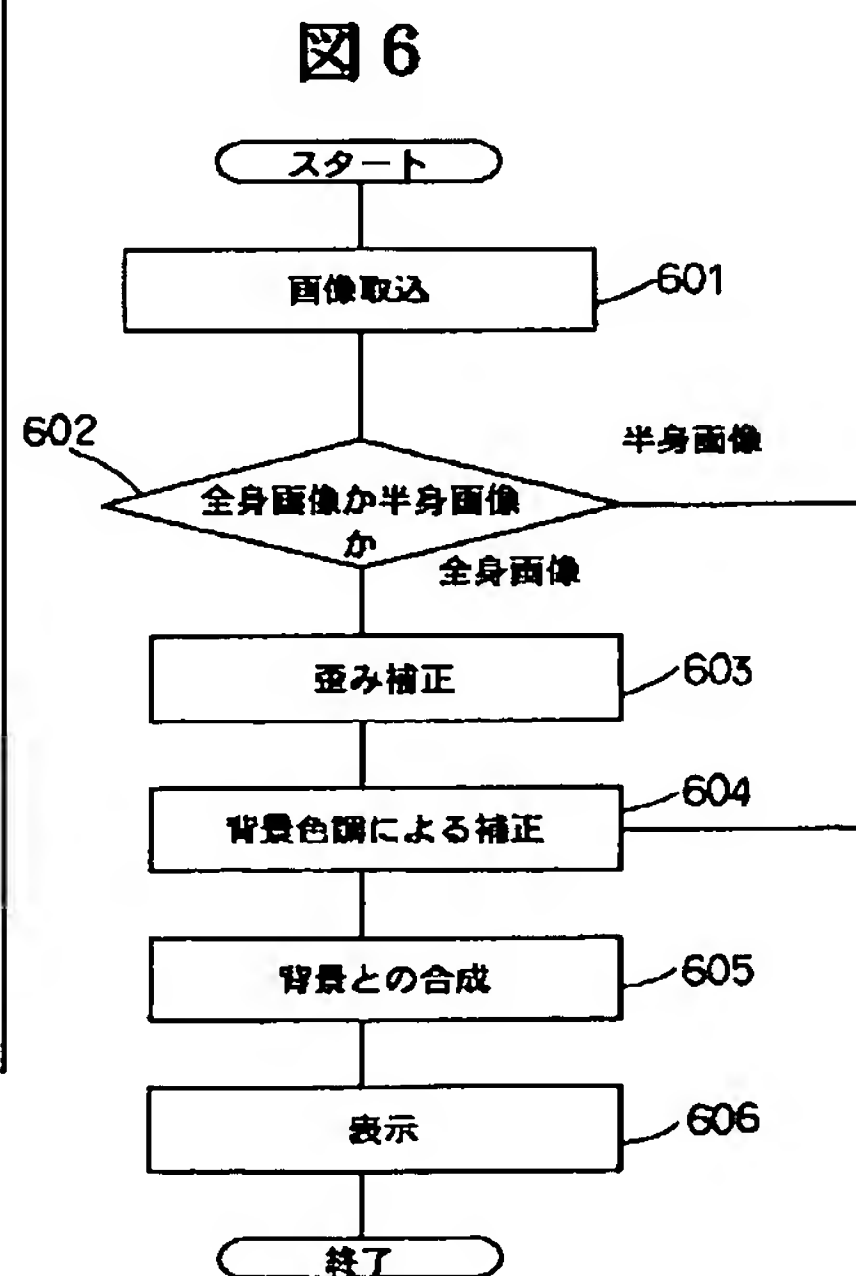 図6
スタート
画像取込
601
602
半身画像
全身画像か半身画像
か
全身画像
歪み補正
603
背景色調による補正
604
背景との合成
605
表示
606
終了